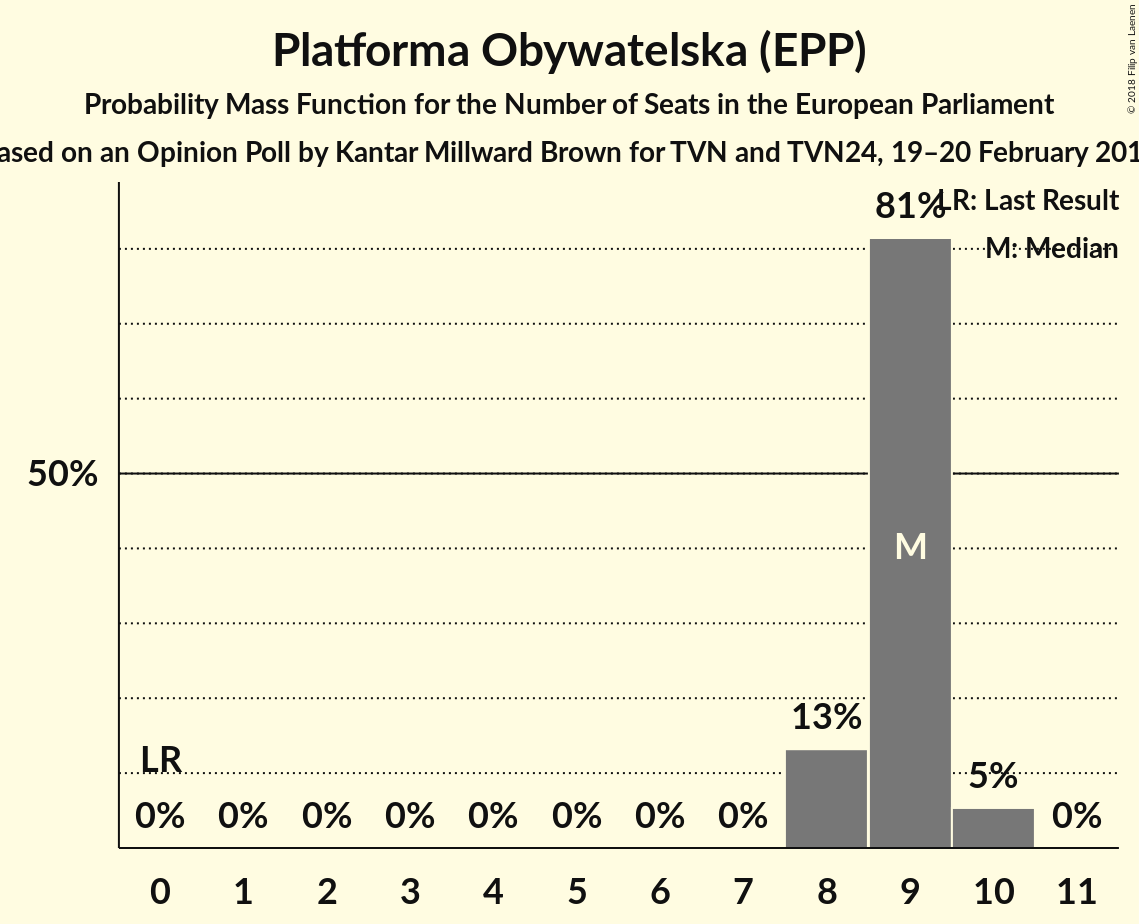 Platforma Obywatelska (EPP)
Probability Mass Function for the Number of Seats in the European Parliament
ased on an Opinion Poll by Kantar Millward Brown for TVN and TVN24, 19–20 February 201
© 2018 Filip van Laenen
LR: Last Result
M: Median
50%
81%
M
13%
5%
LR
0% 0% 0% 0% 0% 0% 0% 0% 0%
0 1 2 3 4 5 6 7 8 9 10 11